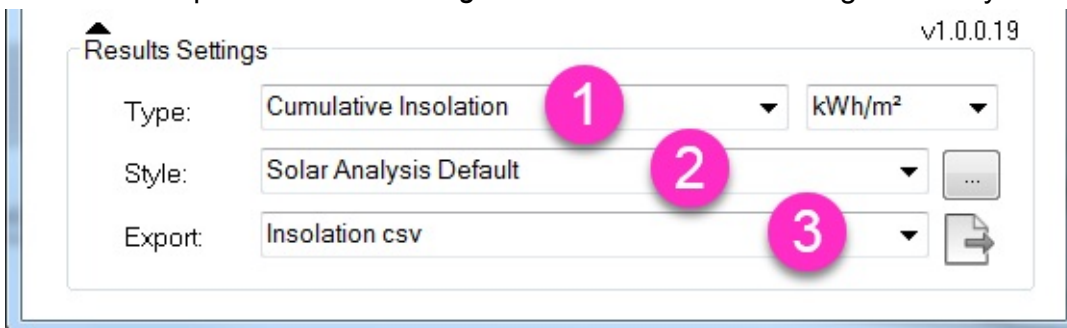 v1.0.0.19
Results Settings
Type: Cumulative Insolation 1 kWh/m²
Style: Solar Analysis Default 2 ...
Export: Insolation csv 3